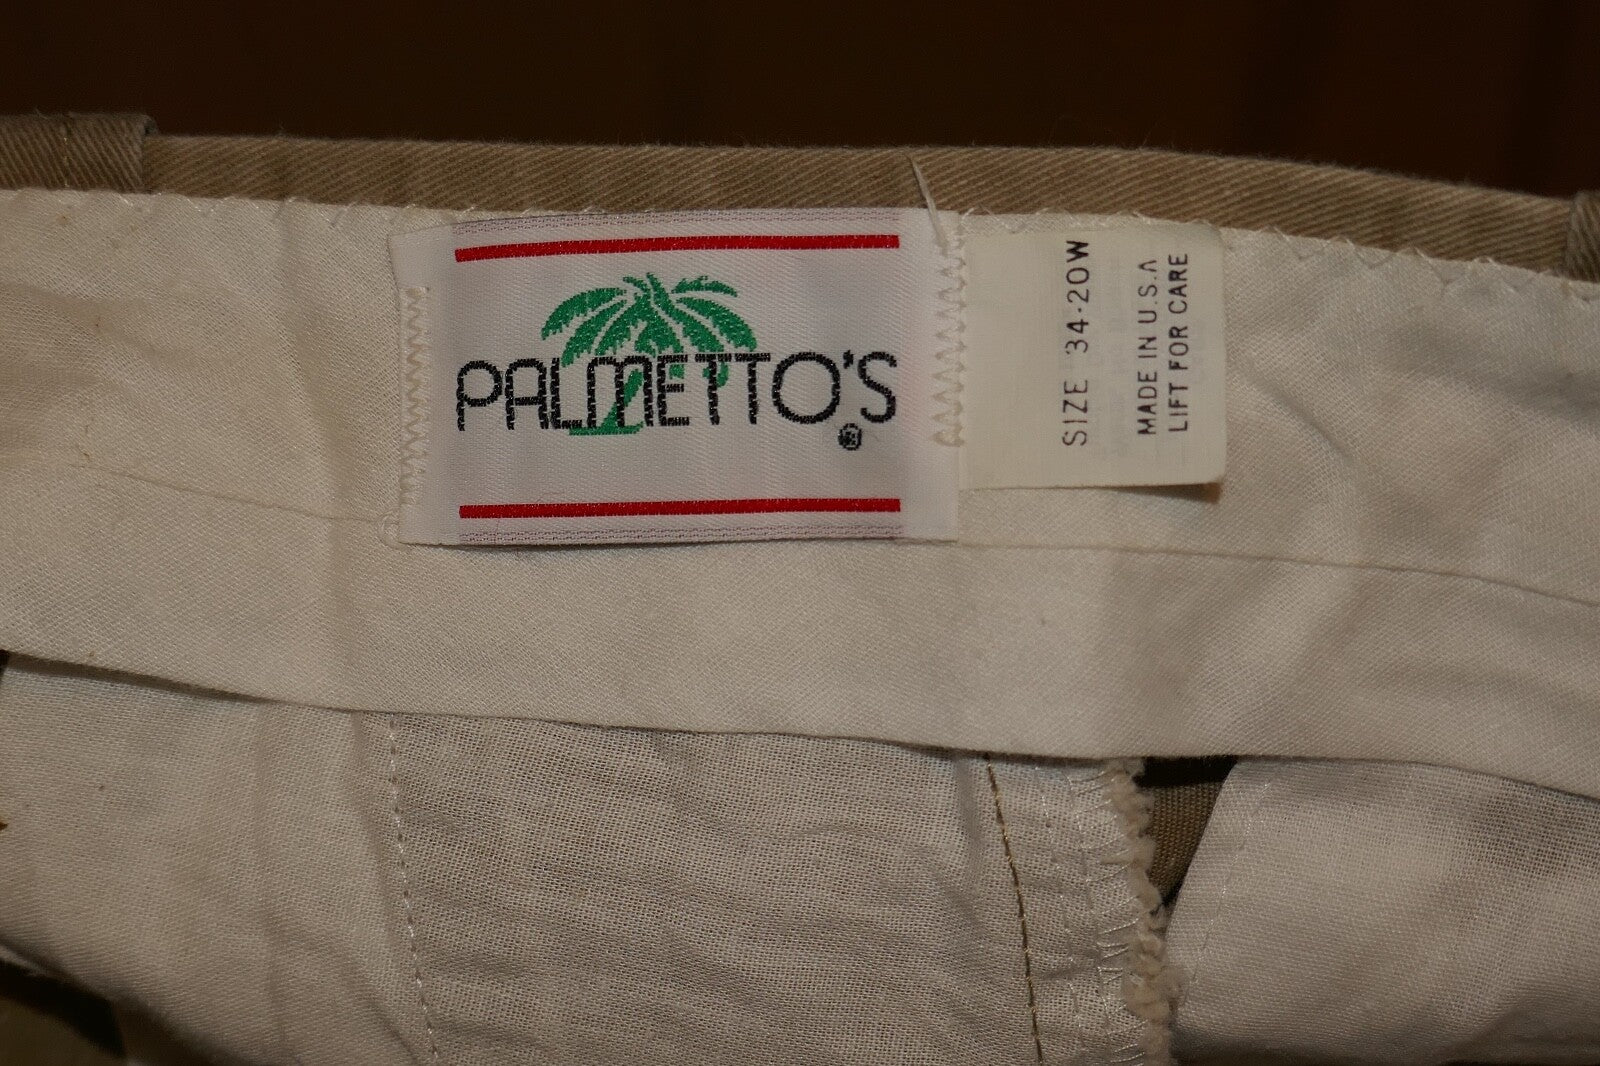 PALMETTO'S
®
SIZE 34-20W
MADE IN U.S.A
LIFT FOR CARE